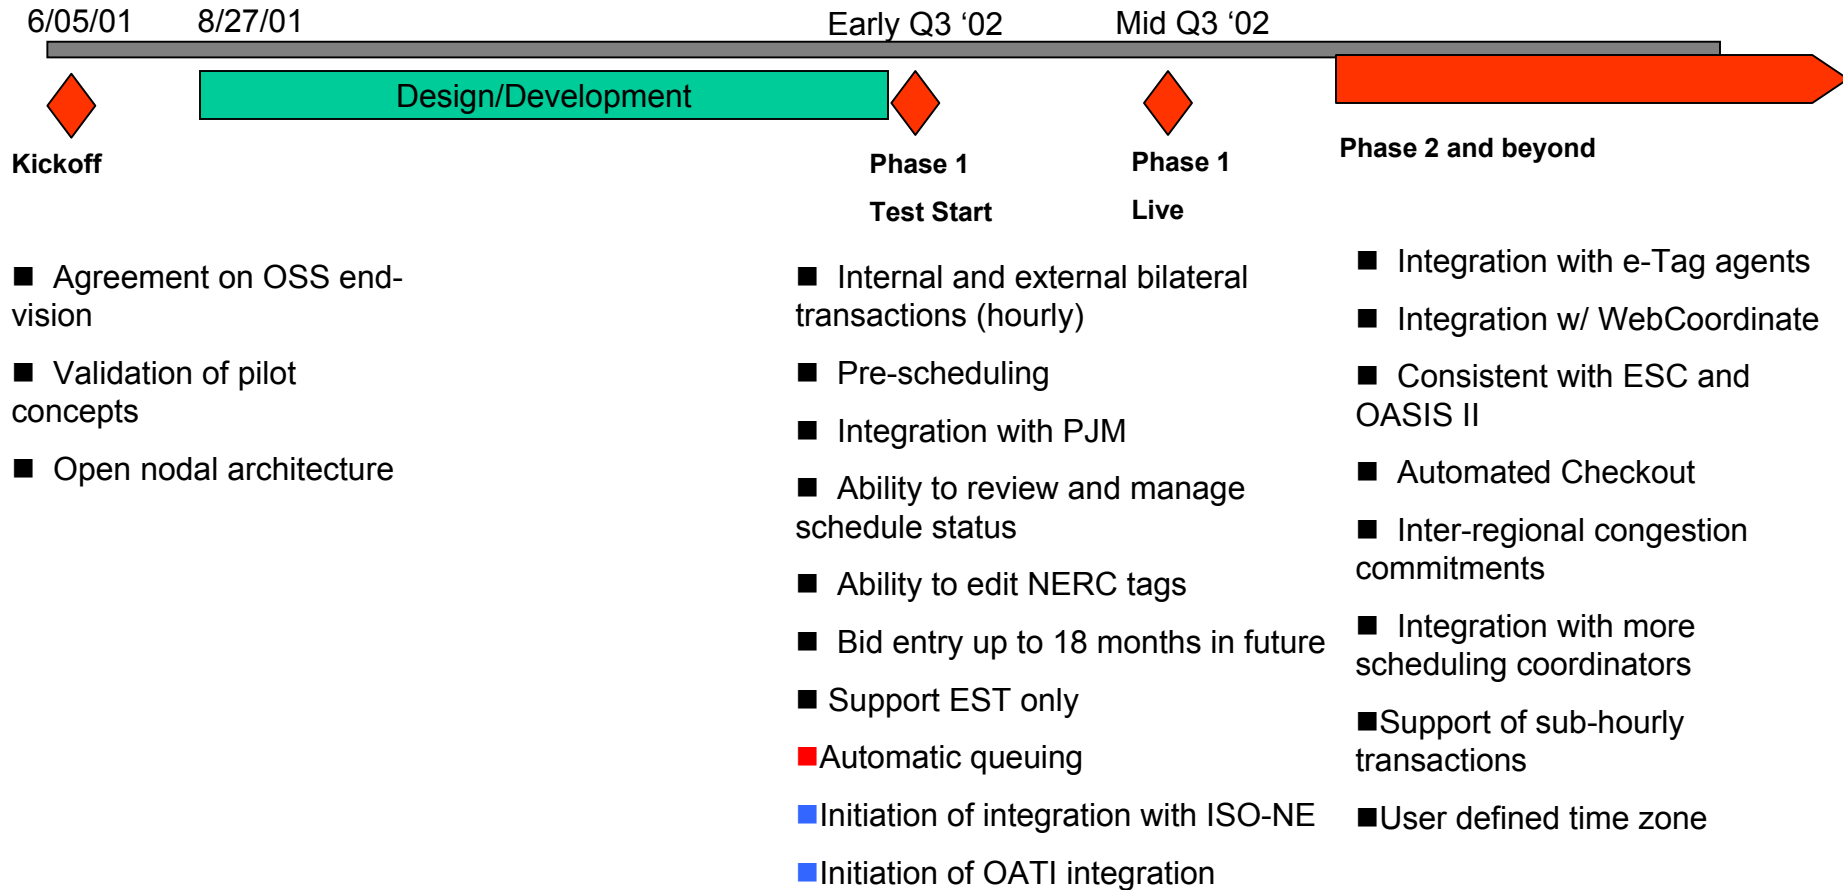 6/05/01
8/27/01
Early Q3 ‘02
Mid Q3 ‘02
Design/Development
Kickoff
Phase 1
Test Start
Phase 1
Live
Phase 2 and beyond
■ Agreement on OSS end-
vision
■ Validation of pilot
concepts
■ Open nodal architecture
■ Internal and external bilateral
transactions (hourly)
■ Pre-scheduling
■ Integration with PJM
■ Ability to review and manage
schedule status
■ Ability to edit NERC tags
■ Bid entry up to 18 months in future
■ Support EST only
■Automatic queuing
■Initiation of integration with ISO-NE
■Initiation of OATI integration
■ Integration with e-Tag agents
■ Integration w/ WebCoordinate
■ Consistent with ESC and
OASIS II
■ Automated Checkout
■ Inter-regional congestion
commitments
■ Integration with more
scheduling coordinators
■Support of sub-hourly
transactions
■User defined time zone